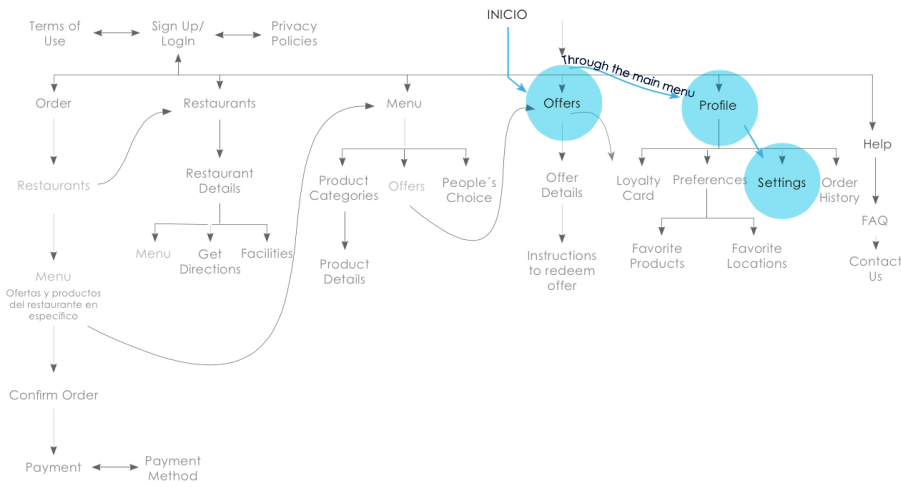 INICIO
Terms of
Use
Sign Up/
LogIn
Privacy
Policies
Through the main menu
Order
Restaurants
Menu
Offers
Profile
Help
Restaurants
Restaurant
Details
Product
Categories
Offers
People´s
Choice
Offer
Details
Loyalty
Card
Preferences
Settings
Order
History
FAQ
Menu
Get
Directions
Facilities
Product
Details
Instructions
to redeem
offer
Favorite
Products
Favorite
Locations
Contact
Us
Menu
Ofertas y productos
del restaurante en
específico
Confirm Order
Payment
Payment
Method